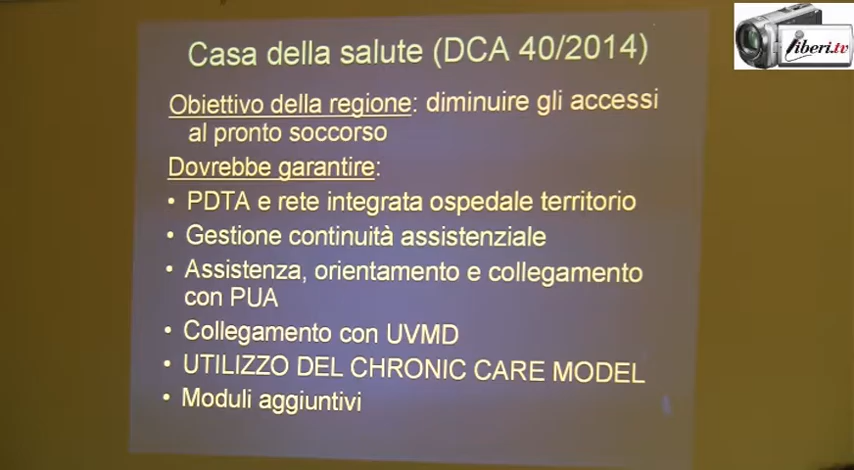 Casa della salute (DCA 40/2014)
Obiettivo della regione: diminuire gli accessi
al pronto soccorso
Dovrebbe garantire:
• PDTA e rete integrata ospedale territorio
• Gestione continuità assistenziale
• Assistenza, orientamento e collegamento
con PUA
• Collegamento con UVMD
• UTILIZZO DEL CHRONIC CARE MODEL
• Moduli aggiuntivi
liberi.tv